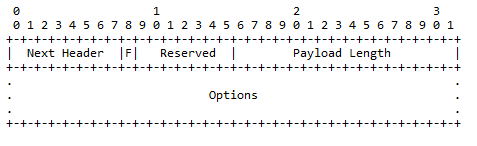 0                   1                   2                   3
 0 1 2 3 4 5 6 7 8 9 0 1 2 3 4 5 6 7 8 9 0 1 2 3 4 5 6 7 8 9 0 1
+-+-+-+-+-+-+-+-+-+-+-+-+-+-+-+-+-+-+-+-+-+-+-+-+-+-+-+-+-+-+-+-+
|  Next Header  |F|   Reserved  |        Payload Length         |
+-+-+-+-+-+-+-+-+-+-+-+-+-+-+-+-+-+-+-+-+-+-+-+-+-+-+-+-+-+-+-+-+
.                                                               .
.                            Options                            .
.                                                               .
+-+-+-+-+-+-+-+-+-+-+-+-+-+-+-+-+-+-+-+-+-+-+-+-+-+-+-+-+-+-+-+-+